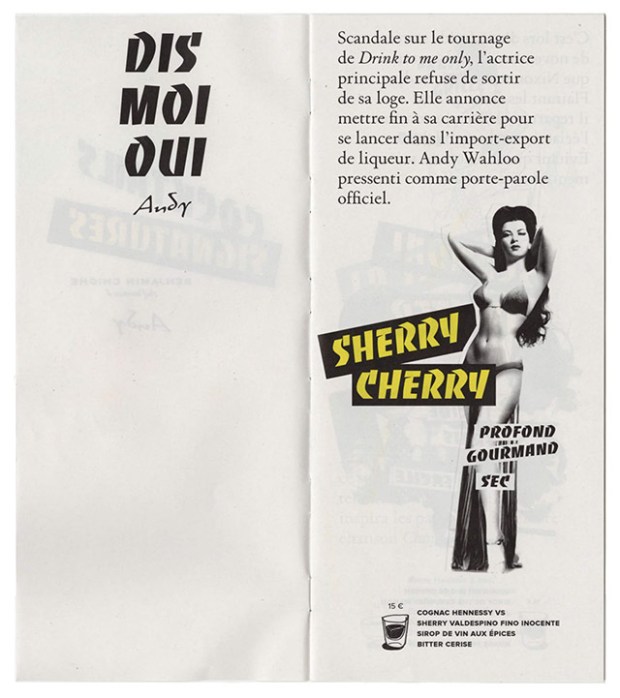 DIS
MOI
OUI
Andy
Scandale sur le tournage
de Drink to me only, l'actrice
principale refuse de sortir
de sa loge. Elle annonce
mettre fin à sa carrière pour
se lancer dans l'import-export
de liqueur. Andy Wahloo
pressenti comme porte-parole
officiel.
SHERRY
CHERRY
PROFOND
GOURMAND
SEC
15 €
COGNAC HENNESSY VS
SHERRY VALDESPINO FINO INOCENTE
SIROP DE VIN AUX ÉPICES
BITTER CERISE